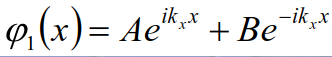 φ₁(x) = Ae^{ik_x x} + Be^{-ik_x x}